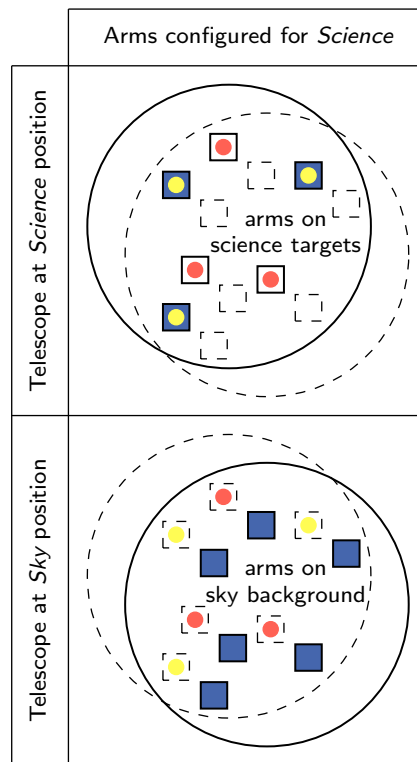 Arms configured for Science
Telescope at Science position
arms on
science targets
Telescope at Sky position
arms on
sky background